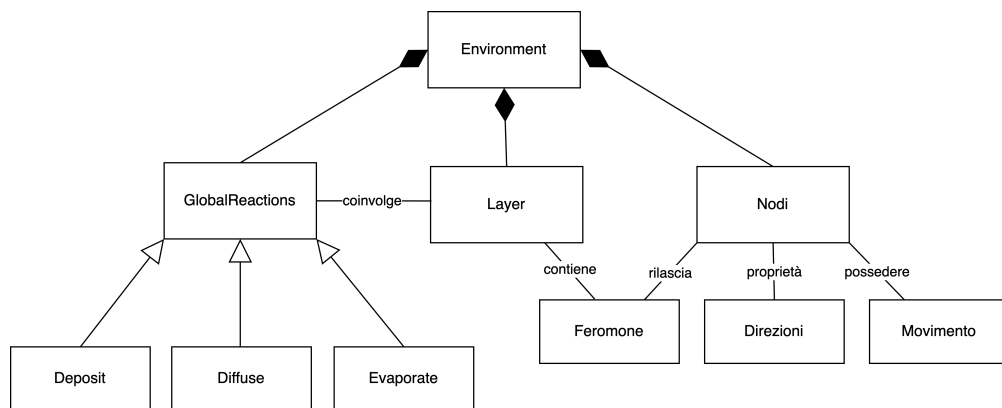 Environment
GlobalReactions
coinvolge
Layer
Nodi
contiene
rilascia
proprietà
possedere
Feromone
Direzioni
Movimento
Deposit
Diffuse
Evaporate